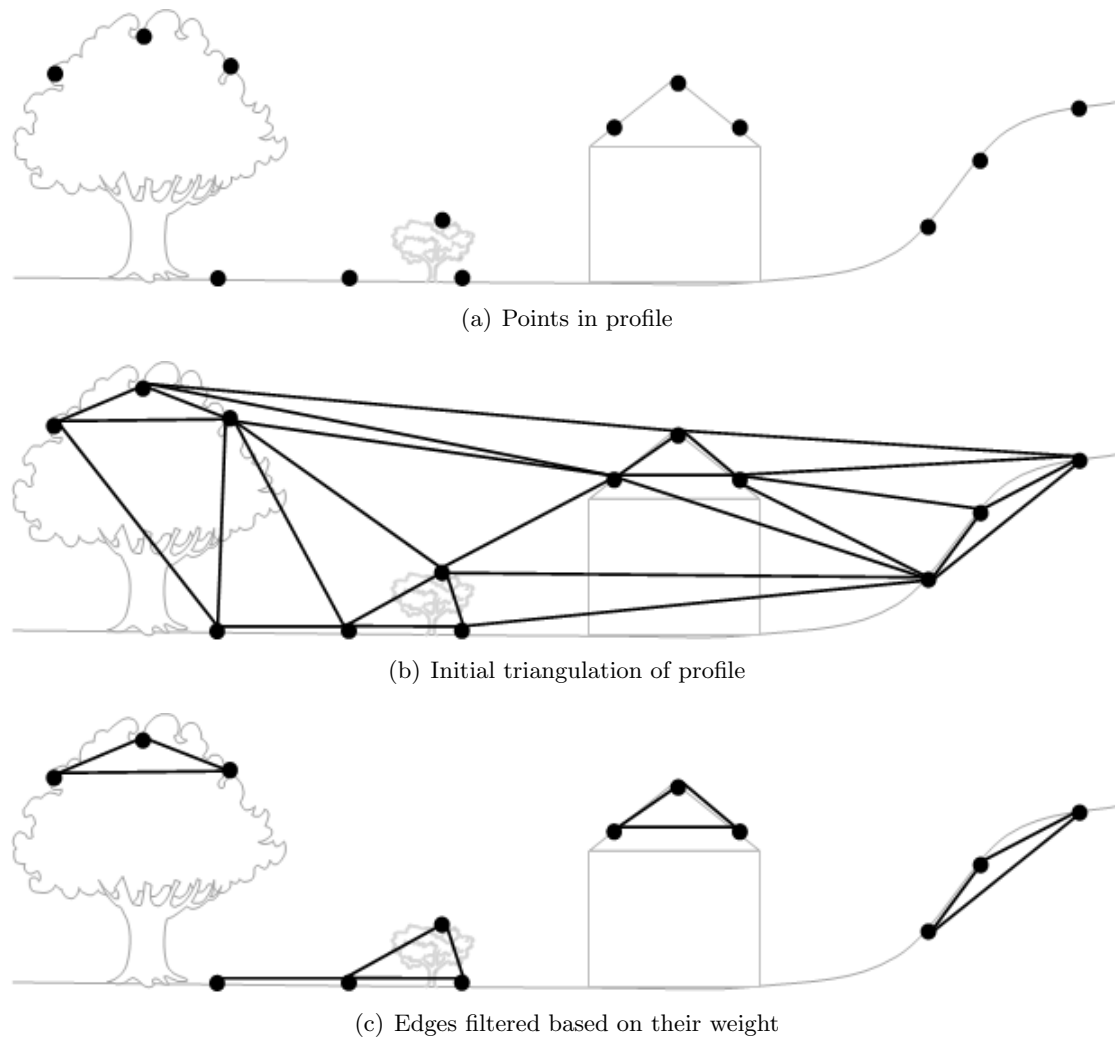 (a) Points in profile
(b) Initial triangulation of profile
(c) Edges filtered based on their weight